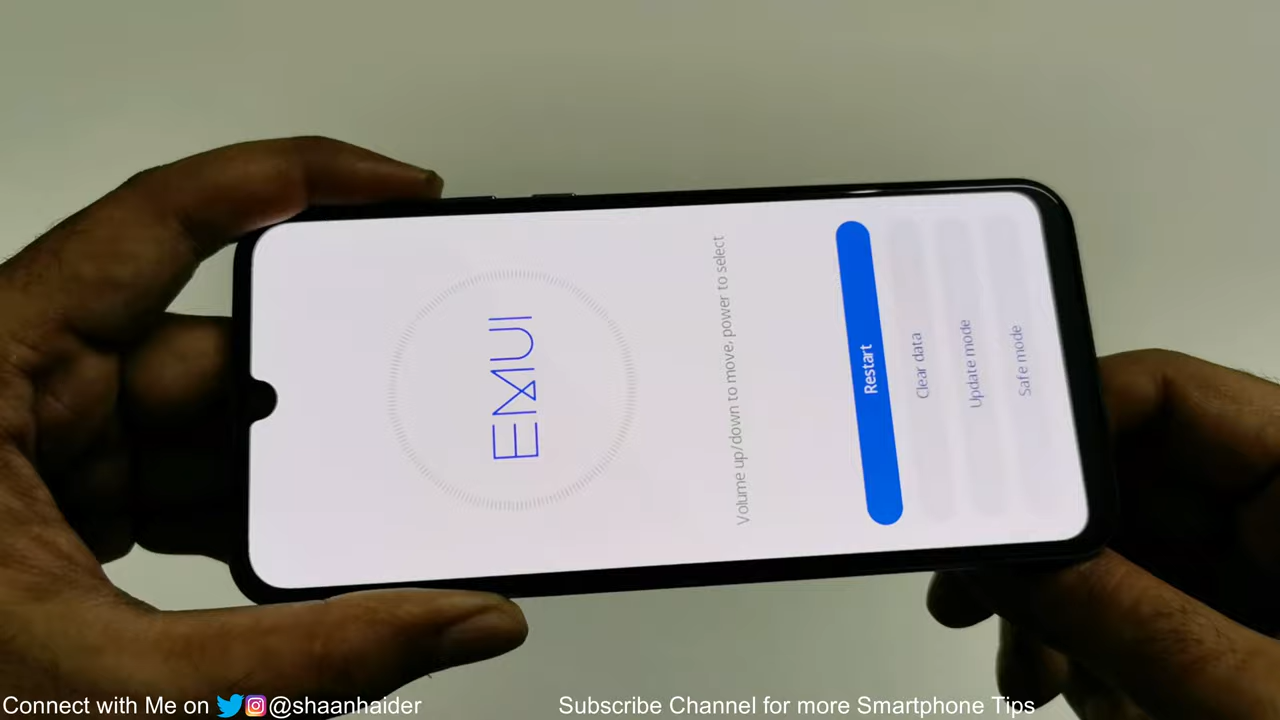 EMUI
Volume up/down to move, power to select
Restart
Clear data
Update mode
Safe mode
Connect with Me on @shaanhaider
Subscribe Channel for more Smartphone Tips